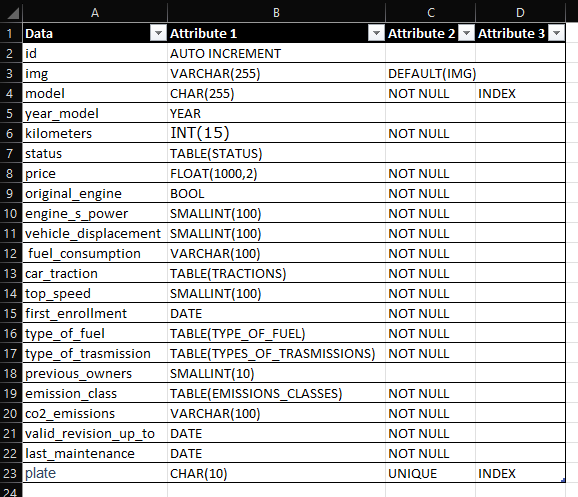 A B C D
1 Data Attribute 1 Attribute 2 Attribute 3
2 id AUTO INCREMENT
3 img VARCHAR(255) DEFAULT(IMG)
4 model CHAR(255) NOT NULL INDEX
5 year_model YEAR
6 kilometers INT(15) NOT NULL
7 status TABLE(STATUS)
8 price FLOAT(1000,2) NOT NULL
9 original_engine BOOL NOT NULL
10 engine_s_power SMALLINT(100) NOT NULL
11 vehicle_displacement SMALLINT(100) NOT NULL
12 fuel_consumption VARCHAR(100) NOT NULL
13 car_traction TABLE(TRACTIONS) NOT NULL
14 top_speed SMALLINT(100) NOT NULL
15 first_enrollment DATE NOT NULL
16 type_of_fuel TABLE(TYPE_OF_FUEL) NOT NULL
17 type_of_trasmission TABLE(TYPES_OF_TRASMISSIONS) NOT NULL
18 previous_owners SMALLINT(10)
19 emission_class TABLE(EMISSIONS_CLASSES) NOT NULL
20 co2_emissions VARCHAR(100) NOT NULL
21 valid_revision_up_to DATE NOT NULL
22 last_maintenance DATE NOT NULL
23 plate CHAR(10) UNIQUE INDEX
24